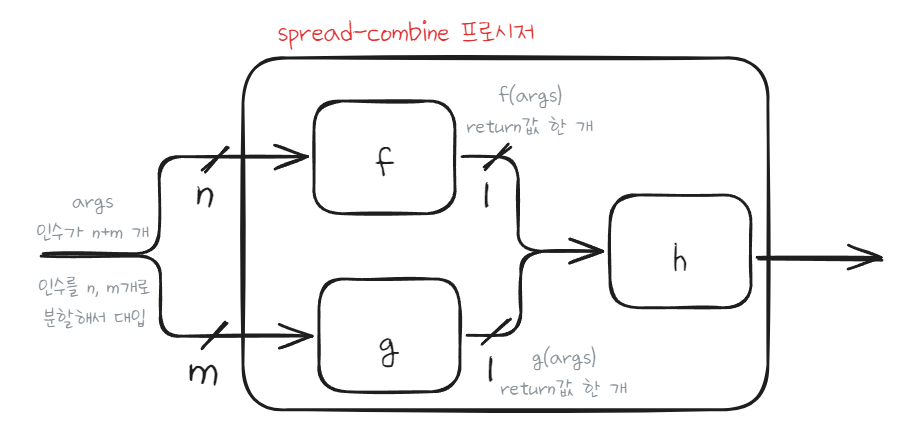 spread-combine 프로시저
f(args)
return값 한 개
f
n
1
args
인수가 n+m 개
h
인수를 n, m개로
분할해서 대입
g
m
1
g(args)
return값 한 개